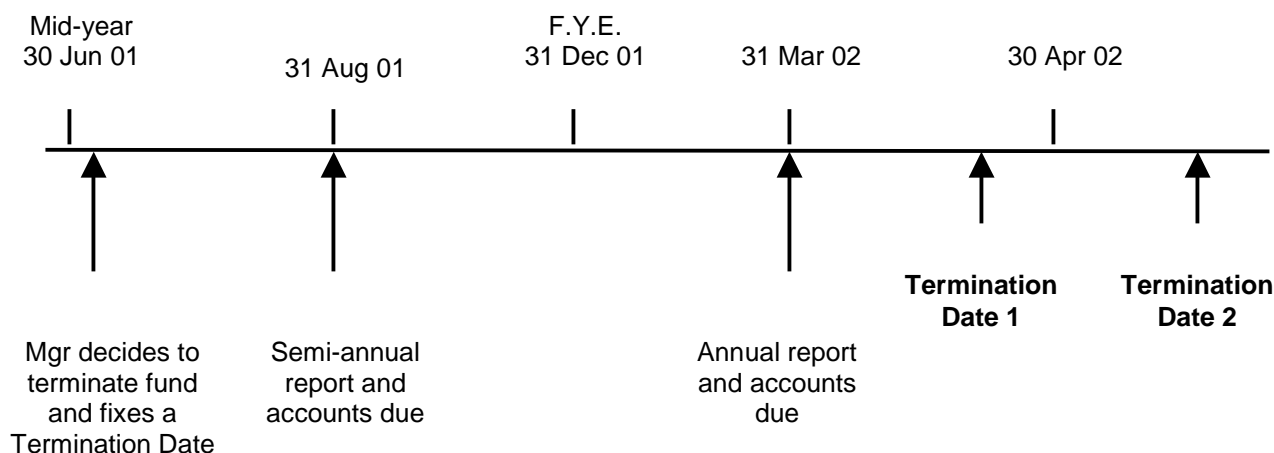 Mid-year
30 Jun 01
31 Aug 01
F.Y.E.
31 Dec 01
31 Mar 02
30 Apr 02
Termination
Date 1
Termination
Date 2
Mgr decides to
terminate fund
and fixes a
Termination Date
Semi-annual
report and
accounts due
Annual report
and accounts
due